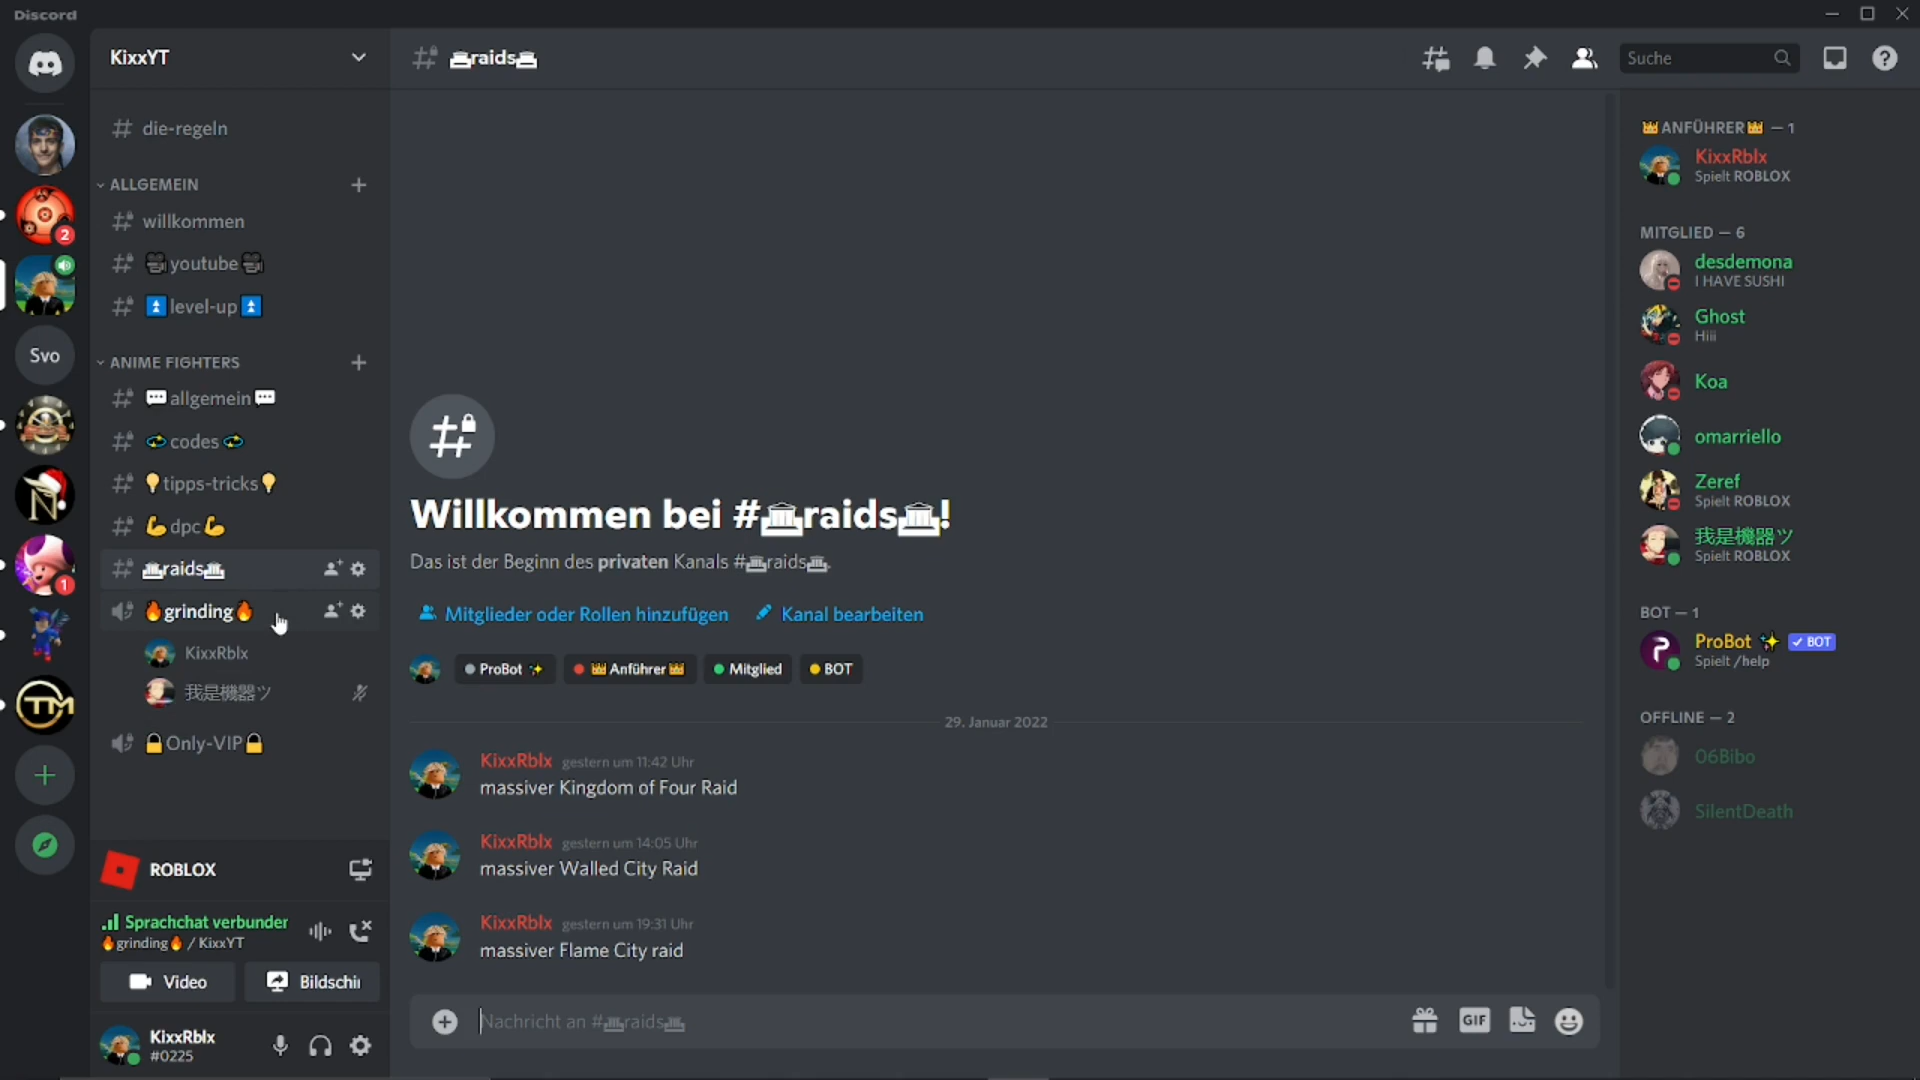 Discord
KixxYT
🏛raids🏛
Suche
die-regeln
ALLGEMEIN
willkommen
🎥youtube🎥
⏫level-up⏫
Svo
ANIME FIGHTERS
💬allgemein💬
💫codes💫
💡tipps-tricks💡
💪dpc💪
🏛raids🏛
🔥grinding🔥
KixxRblx
我是機器ツ
🔒Only-VIP🔒
2
1
ROBLOX
Sprachchat verbunden
🔥grinding🔥 / KixxYT
Video
Bildschi
KixxRblx
#0225
Willkommen bei #🏛raids🏛!
Das ist der Beginn des privaten Kanals #🏛raids🏛.
Mitglieder oder Rollen hinzufügen
Kanal bearbeiten
ProBot ✨
👑Anführer👑
Mitglied
BOT
29. Januar 2022
KixxRblx gestern um 11:42 Uhr
massiver Kingdom of Four Raid
KixxRblx gestern um 14:05 Uhr
massiver Walled City Raid
KixxRblx gestern um 19:31 Uhr
massiver Flame City raid
Nachricht an #🏛raids🏛
GIF
👑ANFÜHRER👑 — 1
KixxRblx
Spielt ROBLOX
MITGLIED — 6
desdemona
I HAVE SUSHI
Ghost
Hiii
Koa
omarriello
Zeref
Spielt ROBLOX
我是機器ツ
Spielt ROBLOX
BOT — 1
ProBot ✨ ✓ BOT
Spielt /help
OFFLINE — 2
06Bibo
SilentDeath